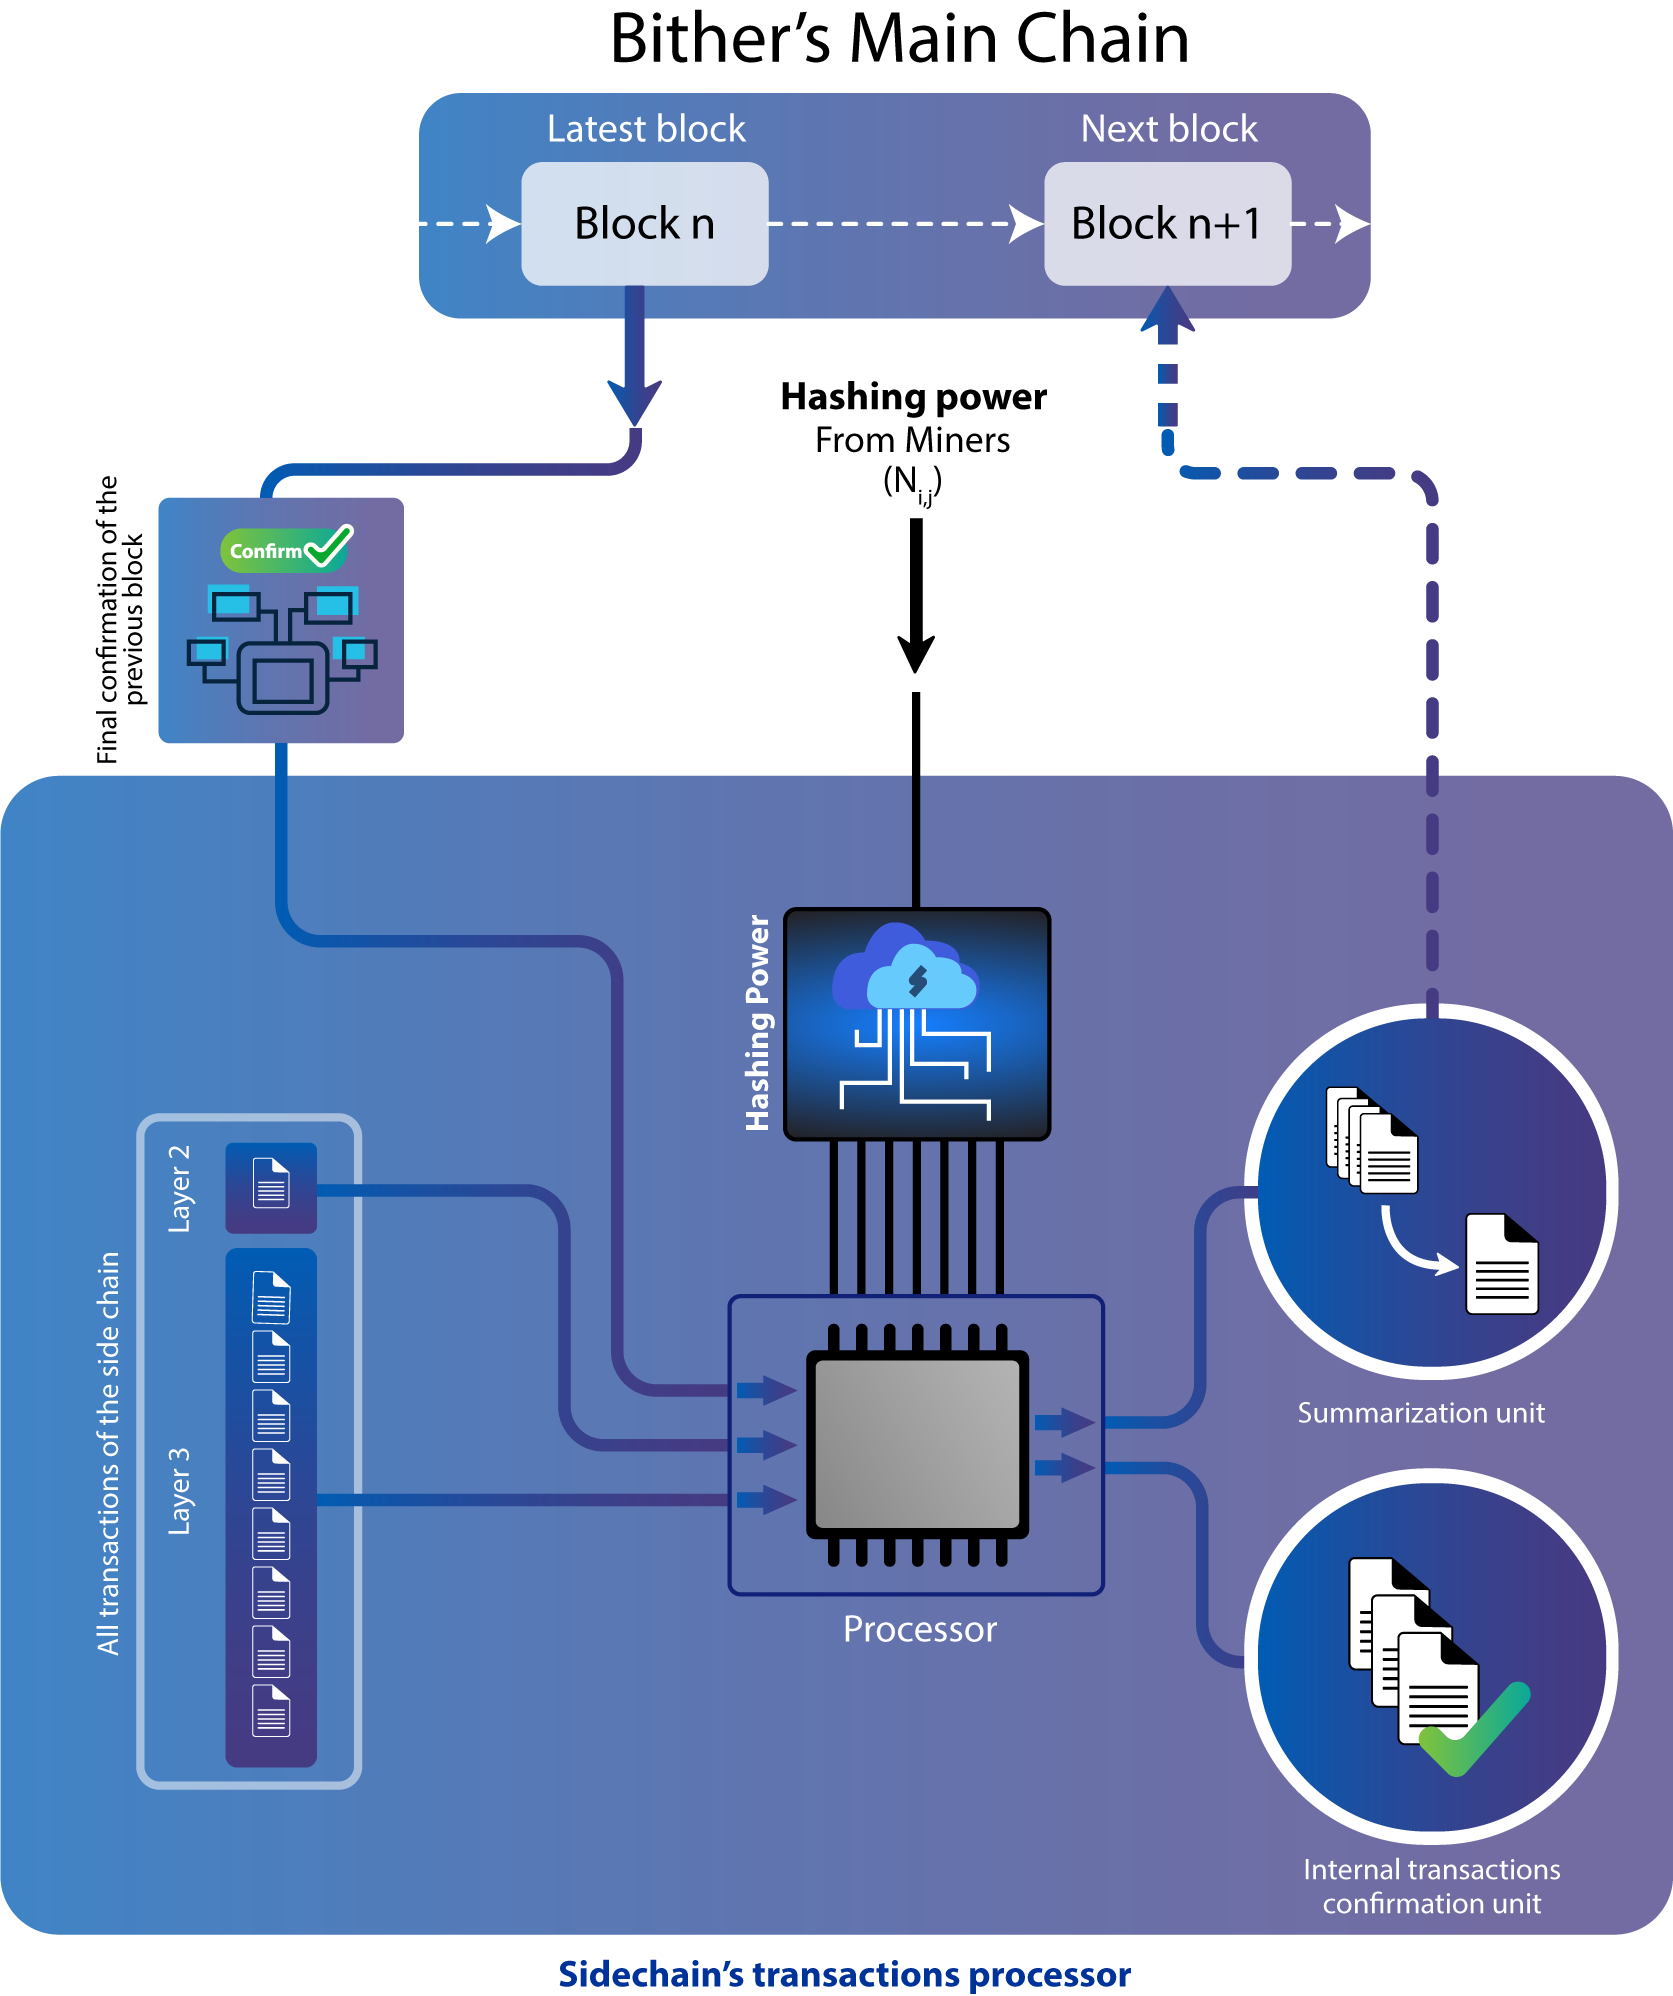 Bither’s Main Chain
Latest block
Next block
Block n
Block n+1
Hashing power
From Miners
(Ni,j)
Final confirmation of the
previous block
Confirm
Hashing Power
All transactions of the side chain
Layer 2
Layer 3
Processor
Summarization unit
Internal transactions
confirmation unit
Sidechain’s transactions processor